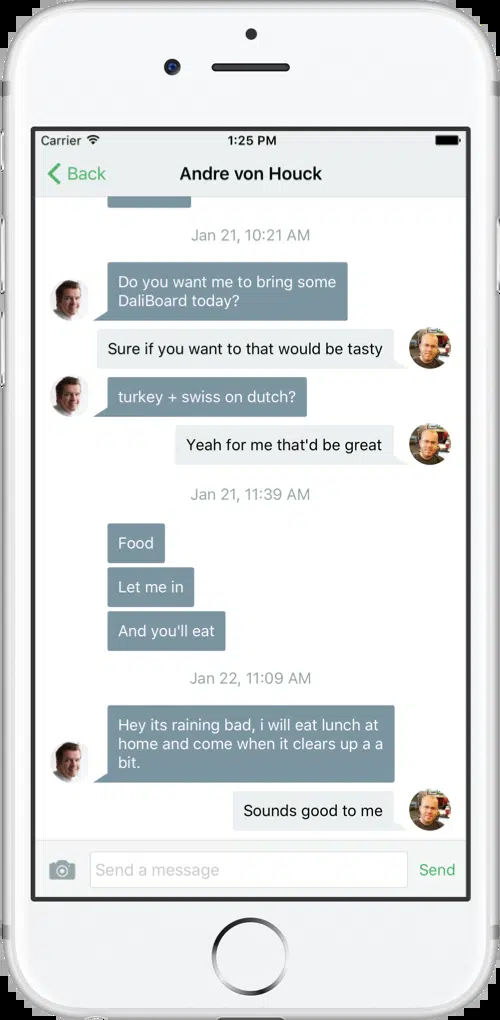 Carrier 1:25 PM
Back Andre von Houck
Jan 21, 10:21 AM
Do you want me to bring some
DaliBoard today?
Sure if you want to that would be tasty
turkey + swiss on dutch?
Yeah for me that'd be great
Jan 21, 11:39 AM
Food
Let me in
And you'll eat
Jan 22, 11:09 AM
Hey its raining bad, i will eat lunch at
home and come when it clears up a a
bit.
Sounds good to me
Send a message Send